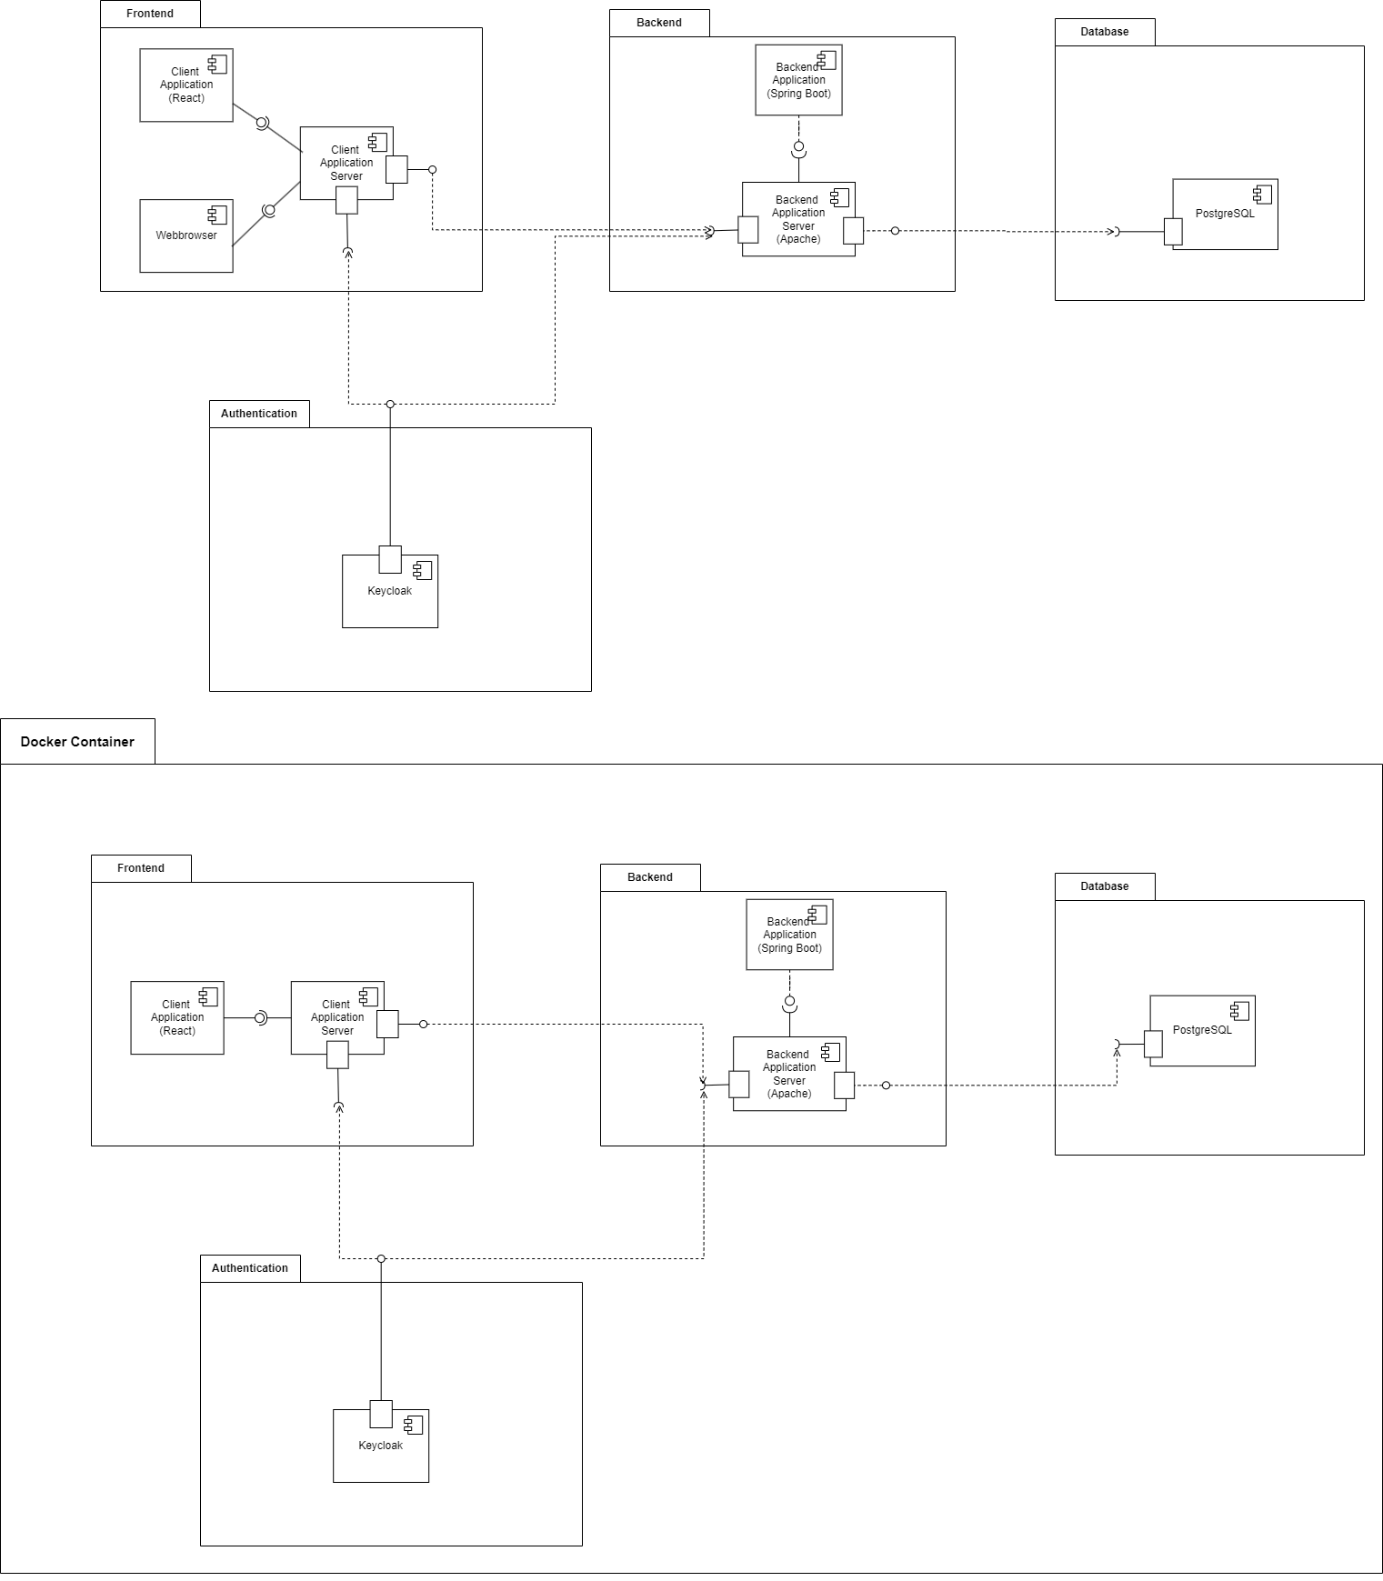 Frontend
Client
Application
(React)
Client
Application
Server
Webbrowser
Backend
Backend
Application
(Spring Boot)
Backend
Application
Server
(Apache)
Database
PostgreSQL
Authentication
Keycloak
Docker Container
Frontend
Client
Application
(React)
Client
Application
Server
Backend
Backend
Application
(Spring Boot)
Backend
Application
Server
(Apache)
Database
PostgreSQL
Authentication
Keycloak